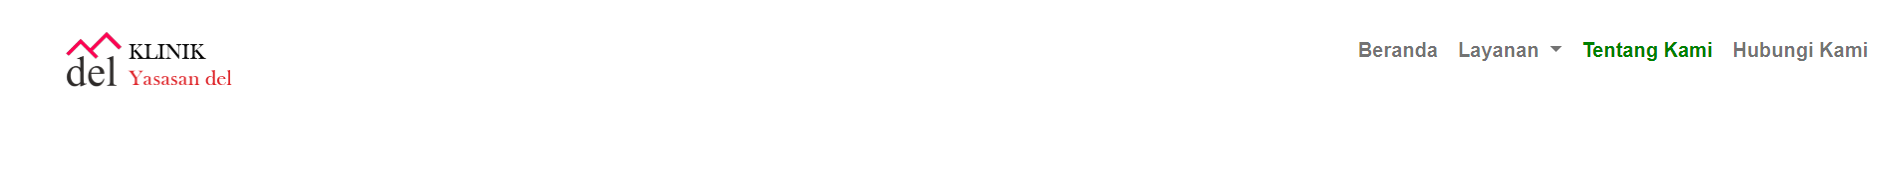 del KLINIK
Yasasan del
Beranda Layanan Tentang Kami Hubungi Kami